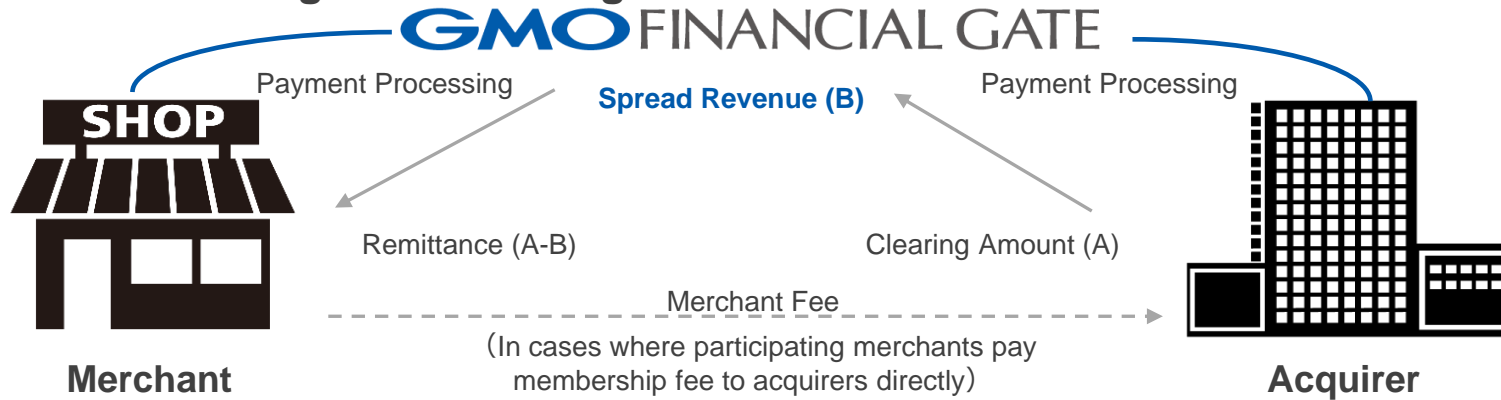 GMO FINANCIAL GATE
Payment Processing
Spread Revenue (B)
Payment Processing
SHOP
Remittance (A-B)
Clearing Amount (A)
Merchant Fee
（In cases where participating merchants pay
membership fee to acquirers directly）
Merchant
Acquirer